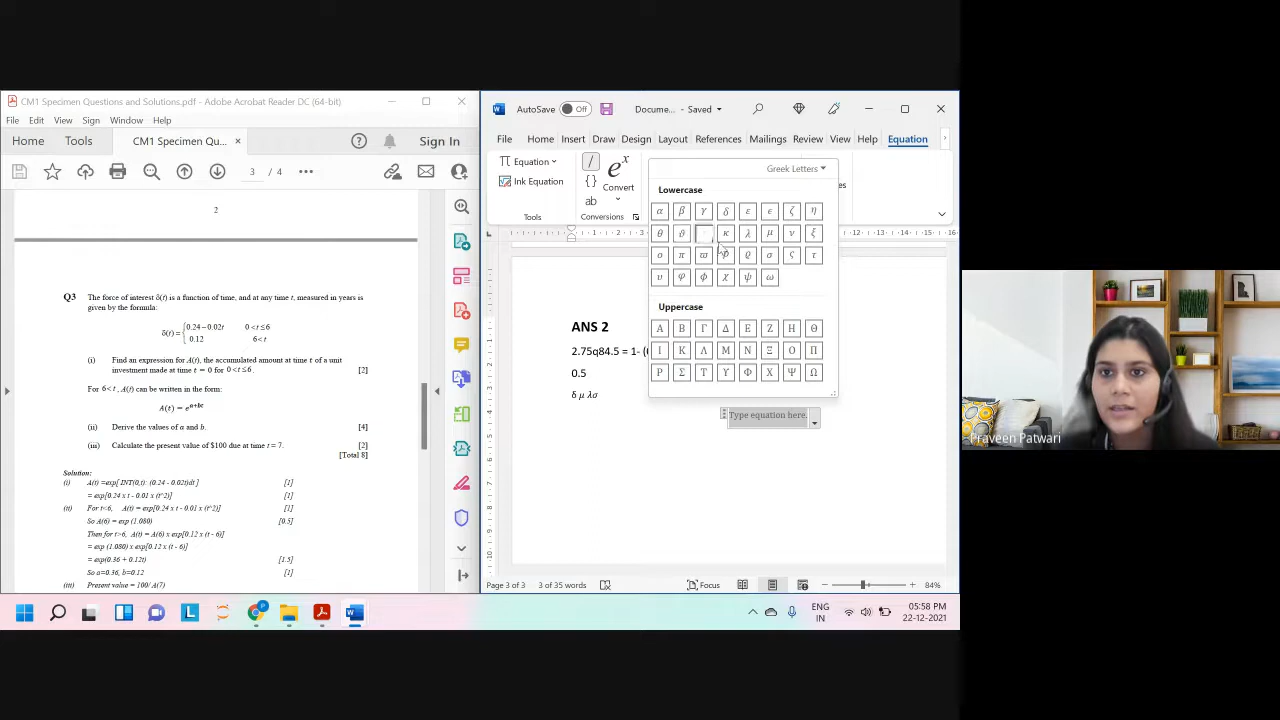 CM1 Specimen Questions and Solutions.pdf - Adobe Acrobat Reader DC (64-bit)
File Edit View Sign Window Help
Home Tools CM1 Specimen Qu... × Sign In
3 / 4
2
Q3 The force of interest δ(t) is a function of time, and at any time t, measured in years is
given by the formula:
δ(t) = { 0.24 – 0.02t 0 < t ≤ 6
0.12 6 < t
(i) Find an expression for A(t), the accumulated amount at time t of a unit
investment made at time t = 0 for 0 < t ≤ 6. [2]
For 6 < t, A(t) can be written in the form:
A(t) = e^{a+bt}
(ii) Derive the values of a and b. [4]
(iii) Calculate the present value of $100 due at time t = 7. [2]
[Total 8]
Solution:
(i) A(t) =exp[ INT(0,t): (0.24 - 0.02t)dt ] [1]
= exp[0.24 x t - 0.01 x (t^2)] [1]
(ii) For t<6, A(t) = exp[0.24 x t - 0.01 x (t^2)] [1]
So A(6) = exp (1.080) [0.5]
Then for t>6, A(t) = A(6) x exp[0.12 x (t - 6)]
= exp (1.080) x exp[0.12 x (t - 6)]
= exp(0.36 + 0.12t) [1.5]
So a=0.36, b=0.12 [1]
(iii) Present value = 100/ A(7)
AutoSave Off Docume... - Saved
File Home Insert Draw Design Layout References Mailings Review View Help Equation
π Equation
Ink Equation
Tools
e^x
Convert
{} ab
Conversions
Greek Letters
Lowercase
α β γ δ ε ϵ ζ η
θ ϑ κ λ μ ν ξ
ο π ϖ ρ ϱ σ ς τ
υ φ ϕ χ ψ ω
Uppercase
Α Β Γ Δ Ε Ζ Η Θ
Ι Κ Λ Μ Ν Ξ Ο Π
Ρ Σ Τ Υ Φ Χ Ψ Ω
ANS 2
2.75q84.5 = 1- (
0.5
δ μ λσ
Type equation here.
Page 3 of 3 3 of 35 words Focus 84%
ENG
IN
05:58 PM
22-12-2021
Praveen Patwari